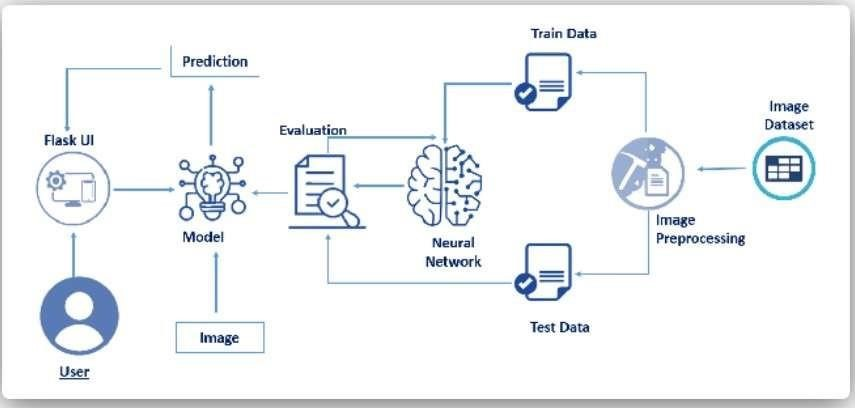 Train Data
Prediction
Image
Dataset
Evaluation
Flask UI
Image
Preprocessing
Model
Neural
Network
Image
Test Data
User